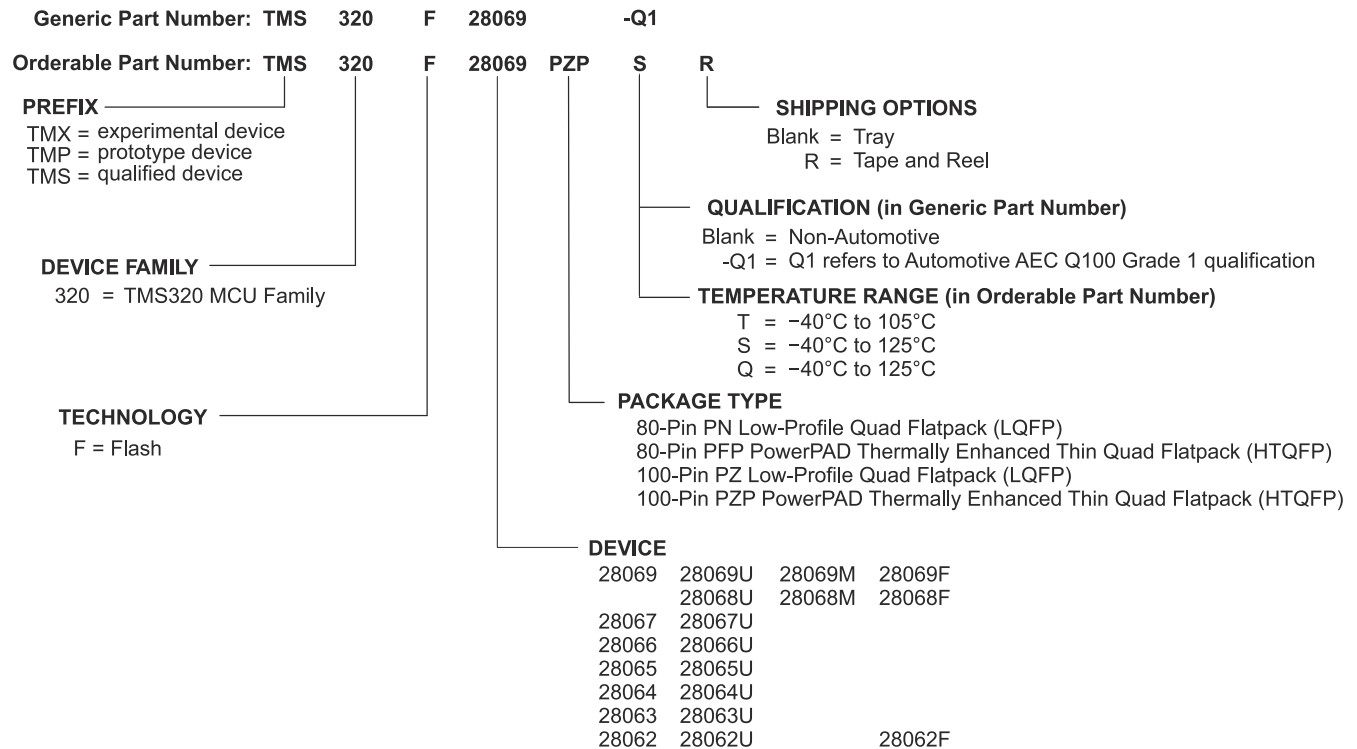 Generic Part Number: TMS 320 F 28069 -Q1
Orderable Part Number: TMS 320 F 28069 PZP S R
PREFIX
TMX = experimental device
TMP = prototype device
TMS = qualified device
SHIPPING OPTIONS
Blank = Tray
R = Tape and Reel
QUALIFICATION (in Generic Part Number)
Blank = Non-Automotive
-Q1 = Q1 refers to Automotive AEC Q100 Grade 1 qualification
DEVICE FAMILY
320 = TMS320 MCU Family
TEMPERATURE RANGE (in Orderable Part Number)
T = −40°C to 105°C
S = −40°C to 125°C
Q = −40°C to 125°C
PACKAGE TYPE
80-Pin PN Low-Profile Quad Flatpack (LQFP)
80-Pin PFP PowerPAD Thermally Enhanced Thin Quad Flatpack (HTQFP)
100-Pin PZ Low-Profile Quad Flatpack (LQFP)
100-Pin PZP PowerPAD Thermally Enhanced Thin Quad Flatpack (HTQFP)
TECHNOLOGY
F = Flash
DEVICE
28069 28069U 28069M 28069F
28068U 28068M 28068F
28067 28067U
28066 28066U
28065 28065U
28064 28064U
28063 28063U
28062 28062U 28062F